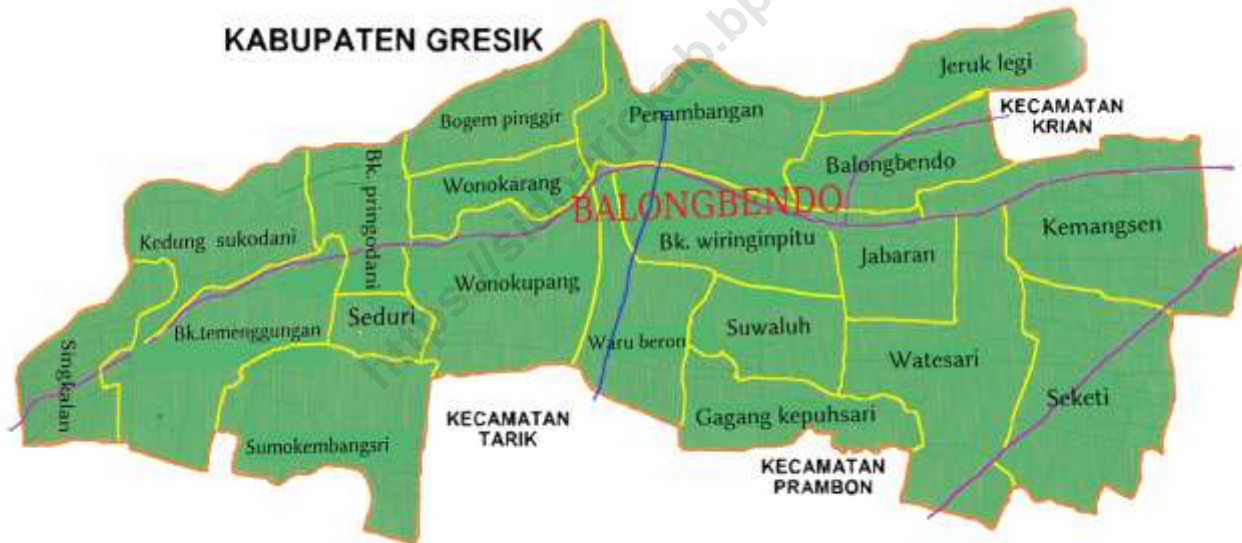 KABUPATEN GRESIK
Jeruk legi
KECAMATAN
KRIAN
Bogem pinggir
Penambangan
Bk. pringodani
Wonokarang
Balongbendo
BALONGBENDO
Kedung sukodani
Bk. wiringinpitu
Kemangsen
Jabaran
Wonokupang
Bk.temenggungan
Seduri
Suwaluh
Waru beron
Watesari
Singkalan
Seketi
Gagang kepuhsari
KECAMATAN
TARIK
Sumokembangsri
KECAMATAN
PRAMBON